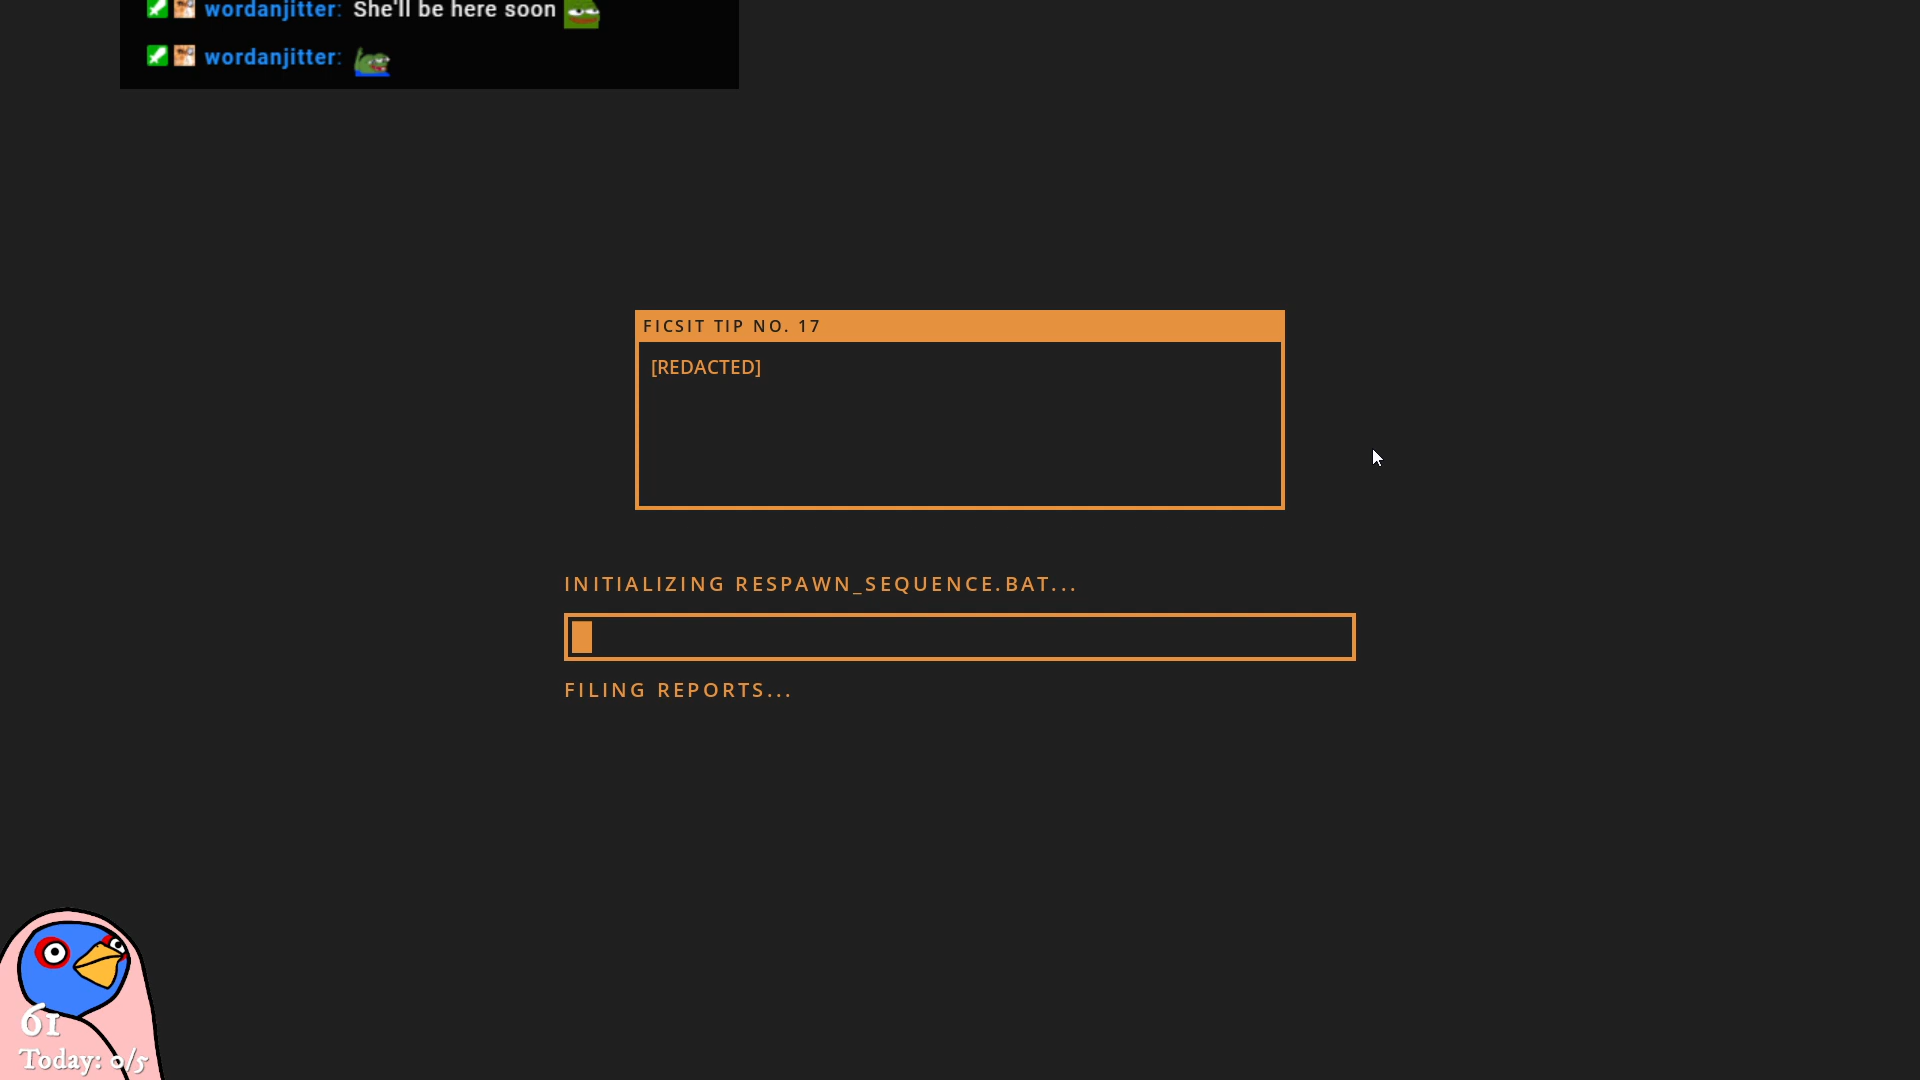 wordanjitter: She'll be here soon
wordanjitter:
FICSIT TIP NO. 17
[REDACTED]
INITIALIZING RESPAWN_SEQUENCE.BAT...
FILING REPORTS...
61
Today: 0/5